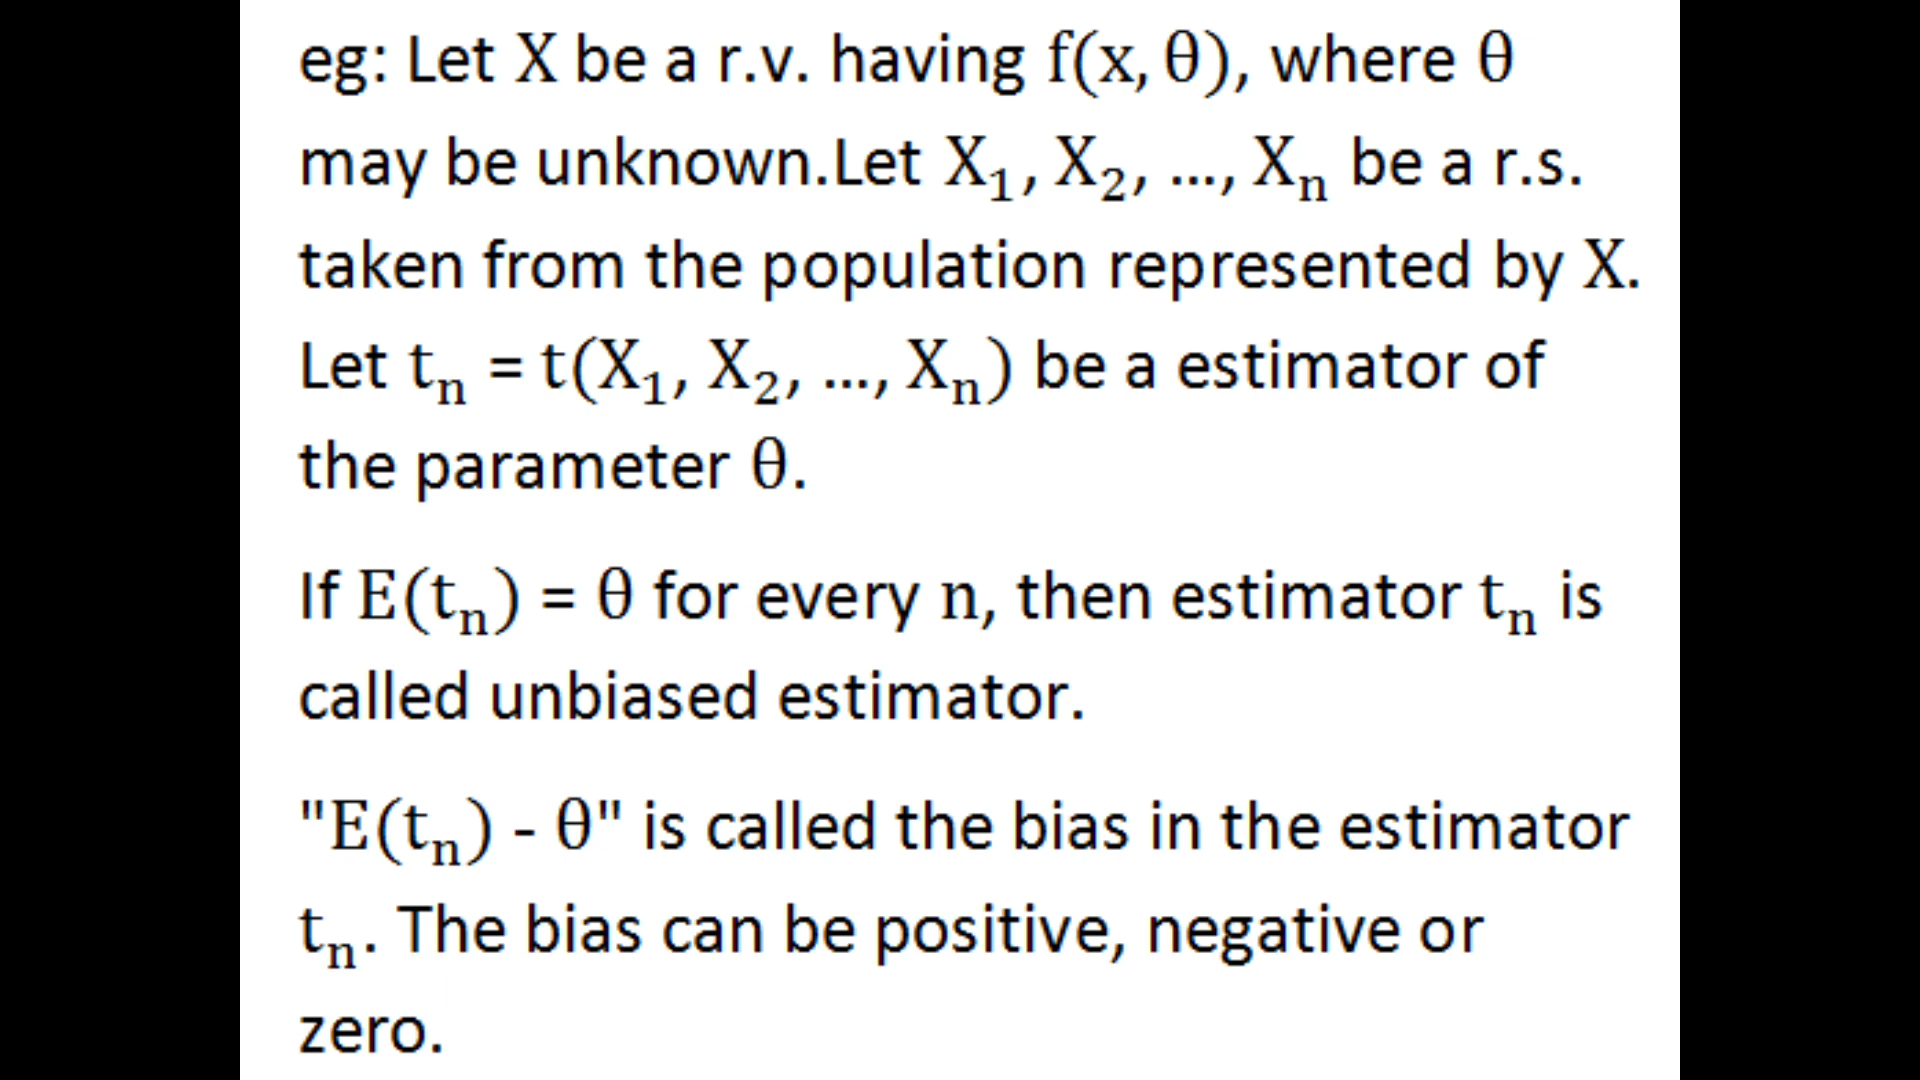 eg: Let X be a r.v. having f(x, θ), where θ
may be unknown.Let X₁, X₂, ..., Xₙ be a r.s.
taken from the population represented by X.
Let tₙ = t(X₁, X₂, ..., Xₙ) be a estimator of
the parameter θ.
If E(tₙ) = θ for every n, then estimator tₙ is
called unbiased estimator.
"E(tₙ) - θ" is called the bias in the estimator
tₙ. The bias can be positive, negative or
zero.